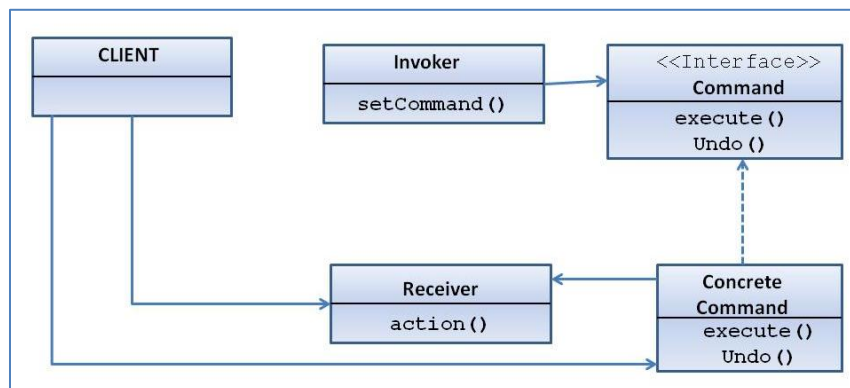 CLIENT
Invoker
setCommand()
<<Interface>>
Command
execute()
Undo()
Receiver
action()
Concrete
Command
execute()
Undo()